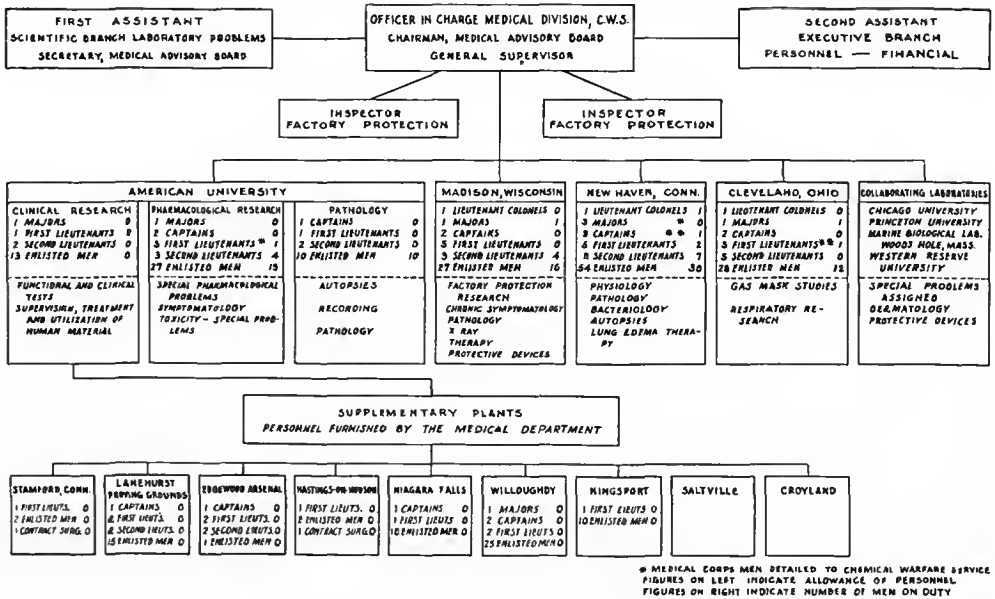 FIRST ASSISTANT
SCIENTIFIC BRANCH LABORATORY PROBLEMS
SECRETARY, MEDICAL ADVISORY BOARD
OFFICER IN CHARGE MEDICAL DIVISION, C.W.S.
CHAIRMAN, MEDICAL ADVISORY BOARD
GENERAL SUPERVISOR
SECOND ASSISTANT
EXECUTIVE BRANCH
PERSONNEL — FINANCIAL
INSPECTOR
FACTORY PROTECTION
INSPECTOR
FACTORY PROTECTION
AMERICAN UNIVERSITY
CLINICAL RESEARCH
1 MAJORS
1 FIRST LIEUTENANTS
2 SECOND LIEUTENANTS 0
13 ENLISTED MEN 0
FUNCTIONAL AND CLINICAL
TESTS
SUPERVISION, TREATMENT
AND UTILIZATION OF
HUMAN MATERIAL
PHARMACOLOGICAL RESEARCH
1 MAJORS 0
2 CAPTAINS 0
FIRST LIEUTENANTS * 1
3 SECOND LIEUTENANTS 4
27 ENLISTED MEN 15
SPECIAL PHARMACOLOGICAL
PROBLEMS
SYMPTOMATOLOGY
TOXICITY - SPECIAL PROB-
LEMS
PATHOLOGY
1 CAPTAINS 0
1 FIRST LIEUTENANTS 0
2 SECOND LIEUTENANTS 0
10 ENLISTED MEN 10
AUTOPSIES
RECORDING
PATHOLOGY
MADISON, WISCONSIN
1 LIEUTENANT COLONELS 0
1 MAJORS 1
2 CAPTAINS 0
FIRST LIEUTENANTS 0
SECOND LIEUTENANTS 4
27 ENLISTED MEN 16
FACTORY PROTECTION
RESEARCH
CHRONIC SYMPTOMATOLOGY
PATHOLOGY
X RAY
THERAPY
PROTECTIVE DEVICES
NEW HAVEN, CONN.
1 LIEUTENANT COLONELS 1
3 MAJORS * 0
CAPTAINS * * 1
6 FIRST LIEUTENANTS 2
SECOND LIEUTENANTS 7
54 ENLISTED MEN 30
PHYSIOLOGY
PATHOLOGY
BACTERIOLOGY
AUTOPSIES
LUNG EDEMA THERA-
PY
CLEVELAND, OHIO
1 LIEUTENANT COLONELS 0
1 MAJORS 1
2 CAPTAINS 0
FIRST LIEUTENANTS ** 1
SECOND LIEUTENANTS 0
28 ENLISTED MEN 12
GAS MASK STUDIES
RESPIRATORY RE-
SEARCH
COLLABORATING LABORATORIES
CHICAGO UNIVERSITY
PRINCETON UNIVERSITY
MARINE BIOLOGICAL LAB.
WOODS HOLE, MASS.
WESTERN RESERVE
UNIVERSITY
SPECIAL PROBLEMS
ASSIGNED
DERMATOLOGY
PROTECTIVE DEVICES
SUPPLEMENTARY PLANTS
PERSONNEL FURNISHED BY THE MEDICAL DEPARTMENT
STAMFORD, CONN.
1 FIRST LIEUTS. 0
2 ENLISTED MEN 0
1 CONTRACT SURG. 0
LAKEHURST
PROVING GROUNDS
1 CAPTAINS 0
FIRST LIEUTS. 0
SECOND LIEUTS. 0
15 ENLISTED MEN 0
EDGEWOOD ARSENAL
1 CAPTAINS 0
2 FIRST LIEUTS. 0
2 SECOND LIEUTS. 0
1 ENLISTED MEN 0
HASTINGS-ON-HUDSON
1 FIRST LIEUTS. 0
2 ENLISTED MEN 0
1 CONTRACT SURG. 0
NIAGARA FALLS
CAPTAINS 0
1 FIRST LIEUTS 0
ENLISTED MEN 0
WILLOUGHBY
1 MAJORS 0
2 CAPTAINS 0
2 FIRST LIEUTS 0
25 ENLISTED MEN 0
KINGSPORT
1 FIRST LIEUTS 0
10 ENLISTED MEN 0
SALTVILLE
CROYLAND
* MEDICAL CORPS MEN DETAILED TO CHEMICAL WARFARE SERVICE
FIGURES ON LEFT INDICATE ALLOWANCE OF PERSONNEL
FIGURES ON RIGHT INDICATE NUMBER OF MEN ON DUTY